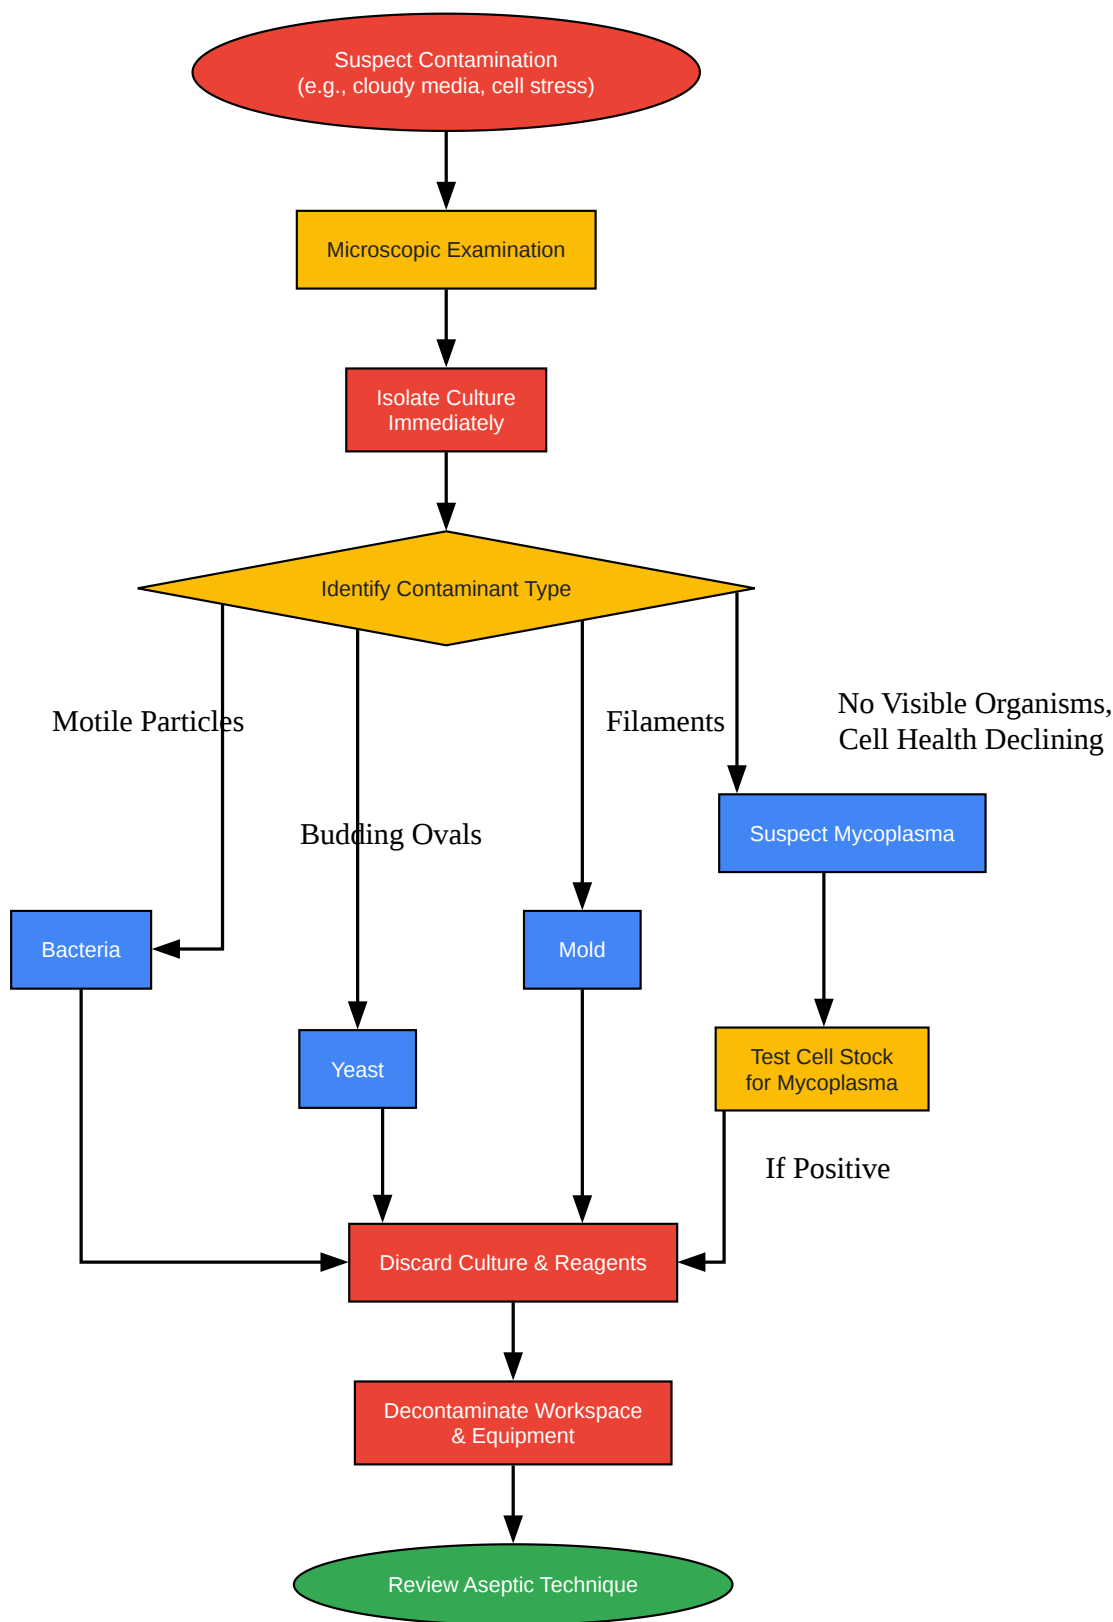 Suspect Contamination
(e.g., cloudy media, cell stress)
Microscopic Examination
Isolate Culture
Immediately
Identify Contaminant Type
Motile Particles
Budding Ovals
Filaments
No Visible Organisms,
Cell Health Declining
Suspect Mycoplasma
Bacteria
Mold
Yeast
Test Cell Stock
for Mycoplasma
If Positive
Discard Culture & Reagents
Decontaminate Workspace
& Equipment
Review Aseptic Technique